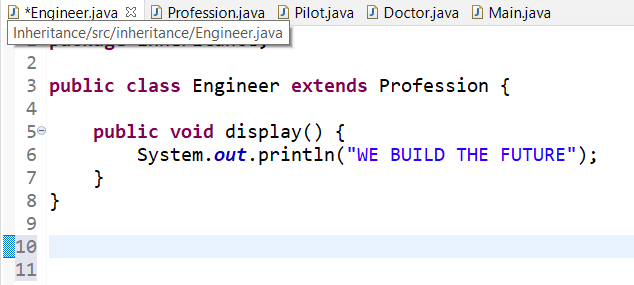 *Engineer.java Profession.java Pilot.java Doctor.java Main.java
Inheritance/src/inheritance/Engineer.java
2
3 public class Engineer extends Profession {
4
5 public void display() {
6 System.out.println("WE BUILD THE FUTURE");
7 }
8 }
9
10
11